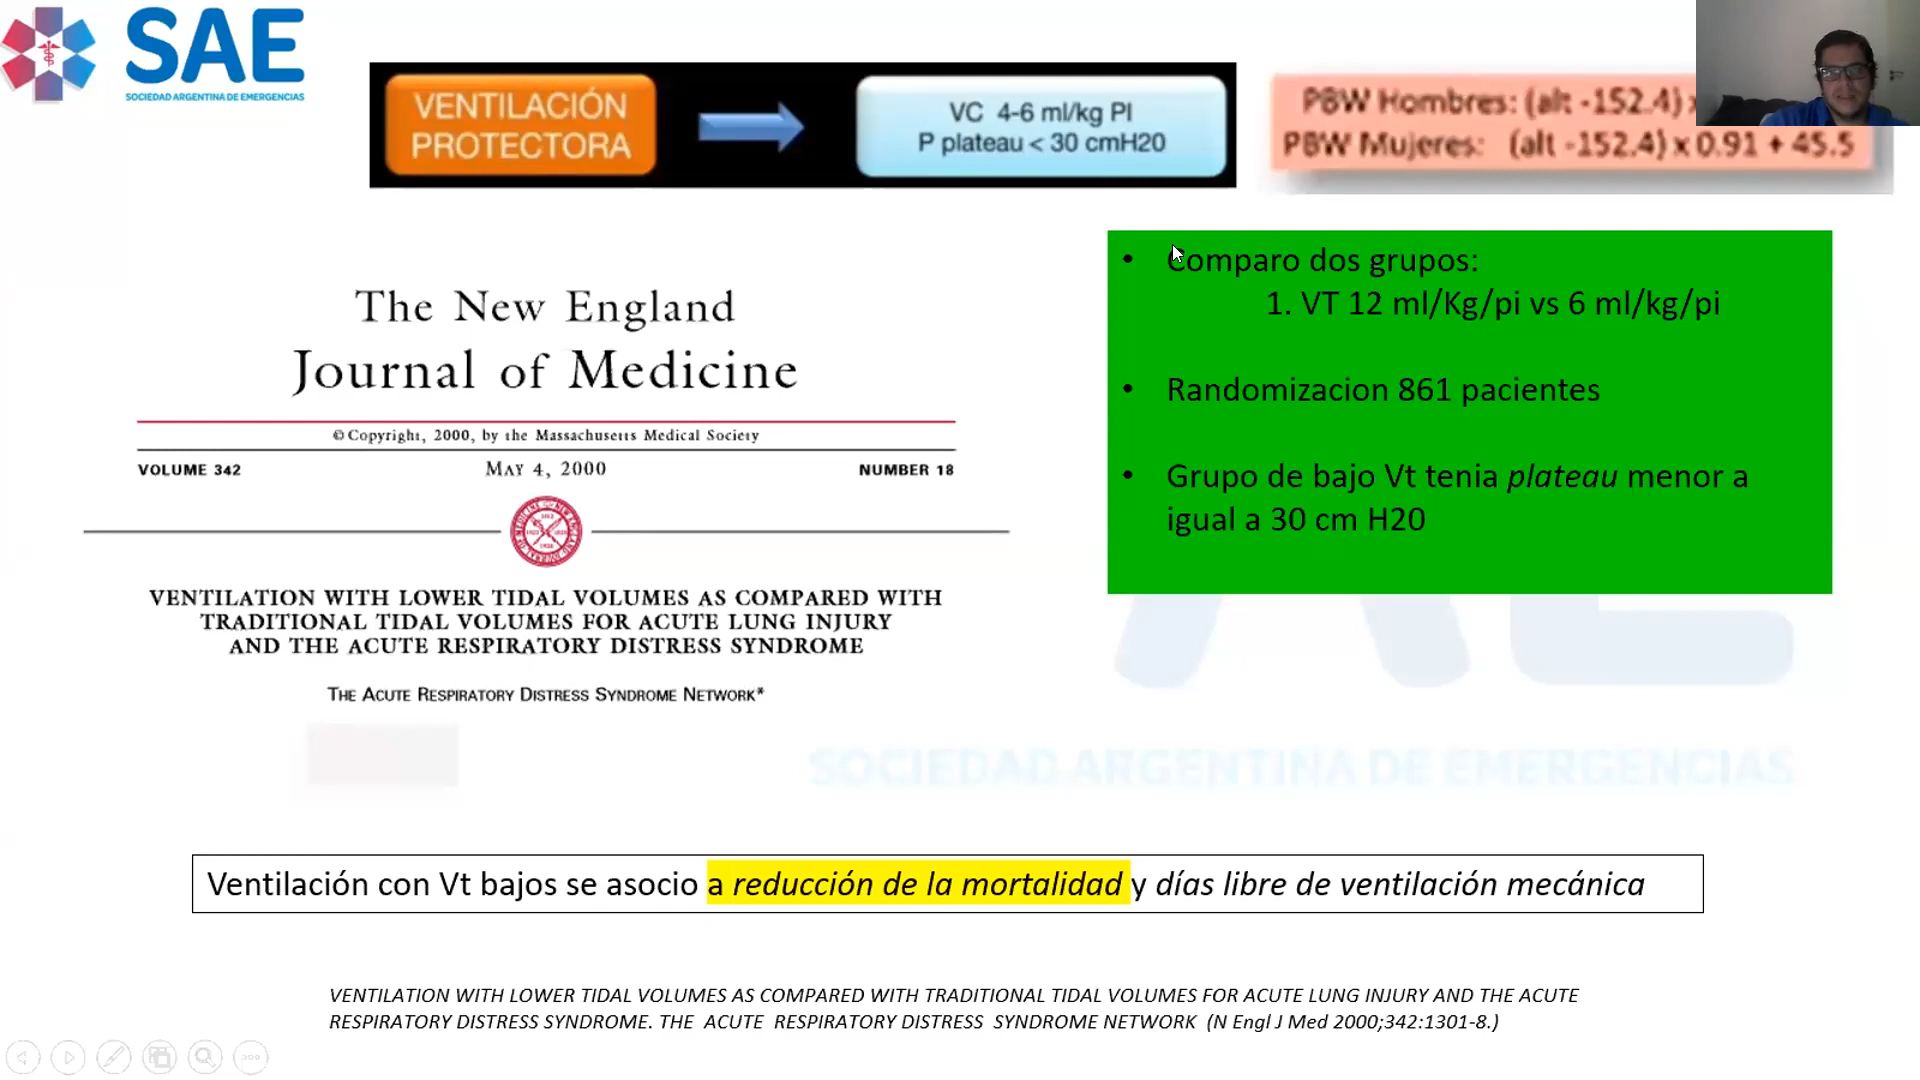 SAE
SOCIEDAD ARGENTINA DE EMERGENCIAS
VENTILACIÓN
PROTECTORA
VC 4-6 ml/kg PI
P plateau < 30 cmH20
PBW Hombres: (alt -152.4) x
PBW Mujeres: (alt -152.4) x 0.91 + 45.5
• Comparo dos grupos:
1. VT 12 ml/Kg/pi vs 6 ml/kg/pi
• Randomizacion 861 pacientes
• Grupo de bajo Vt tenia plateau menor a
igual a 30 cm H20
The New England
Journal of Medicine
© Copyright, 2000, by the Massachusetts Medical Society
VOLUME 342 MAY 4, 2000 NUMBER 18
VENTILATION WITH LOWER TIDAL VOLUMES AS COMPARED WITH
TRADITIONAL TIDAL VOLUMES FOR ACUTE LUNG INJURY
AND THE ACUTE RESPIRATORY DISTRESS SYNDROME
THE ACUTE RESPIRATORY DISTRESS SYNDROME NETWORK*
SOCIEDAD ARGENTINA DE EMERGENCIAS
Ventilación con Vt bajos se asocio a reducción de la mortalidad y días libre de ventilación mecánica
VENTILATION WITH LOWER TIDAL VOLUMES AS COMPARED WITH TRADITIONAL TIDAL VOLUMES FOR ACUTE LUNG INJURY AND THE ACUTE
RESPIRATORY DISTRESS SYNDROME. THE ACUTE RESPIRATORY DISTRESS SYNDROME NETWORK (N Engl J Med 2000;342:1301-8.)